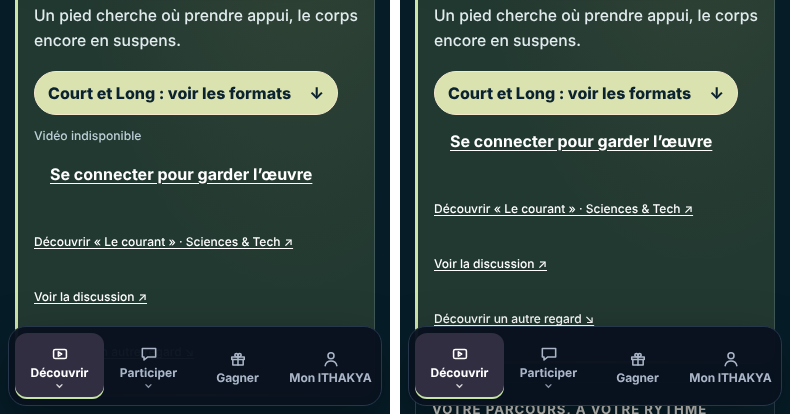 Un pied cherche où prendre appui, le corps
encore en suspens.
Court et Long : voir les formats ↓
Vidéo indisponible
Se connecter pour garder l’œuvre
Découvrir « Le courant » · Sciences & Tech ↗
Voir la discussion ↗
Découvrir
Participer
Gagner
Mon ITHAKYA
Un pied cherche où prendre appui, le corps
encore en suspens.
Court et Long : voir les formats ↓
Se connecter pour garder l’œuvre
Découvrir « Le courant » · Sciences & Tech ↗
Voir la discussion ↗
Découvrir un autre regard ↘
Découvrir
Participer
Gagner
Mon ITHAKYA
VOTRE PARCOURS, À VOTRE RYTHME